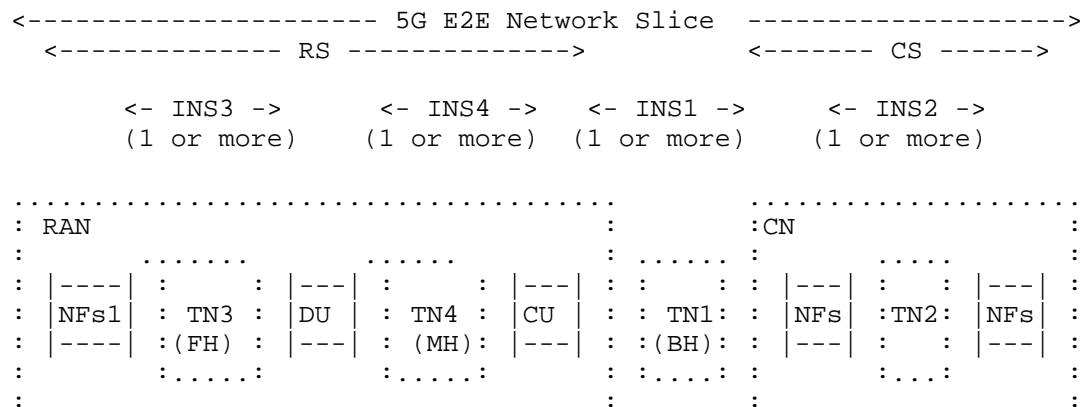 <----------------------- 5G E2E Network Slice -------------------->
<-------------- RS -------------->          <------- CS ------>
<- INS3 ->      <- INS4 ->   <- INS1 ->     <- INS2 ->
(1 or more)    (1 or more)  (1 or more)    (1 or more)
.......................................        .....................
: RAN                                     :        :CN                   :
:        .......       ......           : ...... :       .....      :
:  |----| :     :  |---| :     :  |---| : :    : :  |---| :   :  |---| :
:  |NFs1| : TN3 :  |DU | : TN4 :  |CU | : : TN1: :  |NFs| :TN2:  |NFs| :
:  |----| :(FH) :  |---| : (MH):  |---| : :(BH): :  |---| :   :  |---| :
:         :.....:        :.....:        : :....: :        :...:        :
:                                       :        :                     :